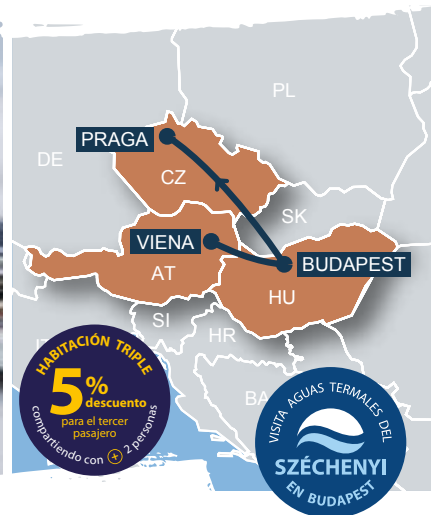 PL
PRAGA
DE
CZ
SK
VIENA
BUDAPEST
AT
HU
SI
HR
HABITACIÓN TRIPLE
5%
descuento
para el tercer
pasajero
compartiendo con + 2 personas
BA
VISITA AGUAS TERMALES DEL
SZÉCHENYI
EN BUDAPEST